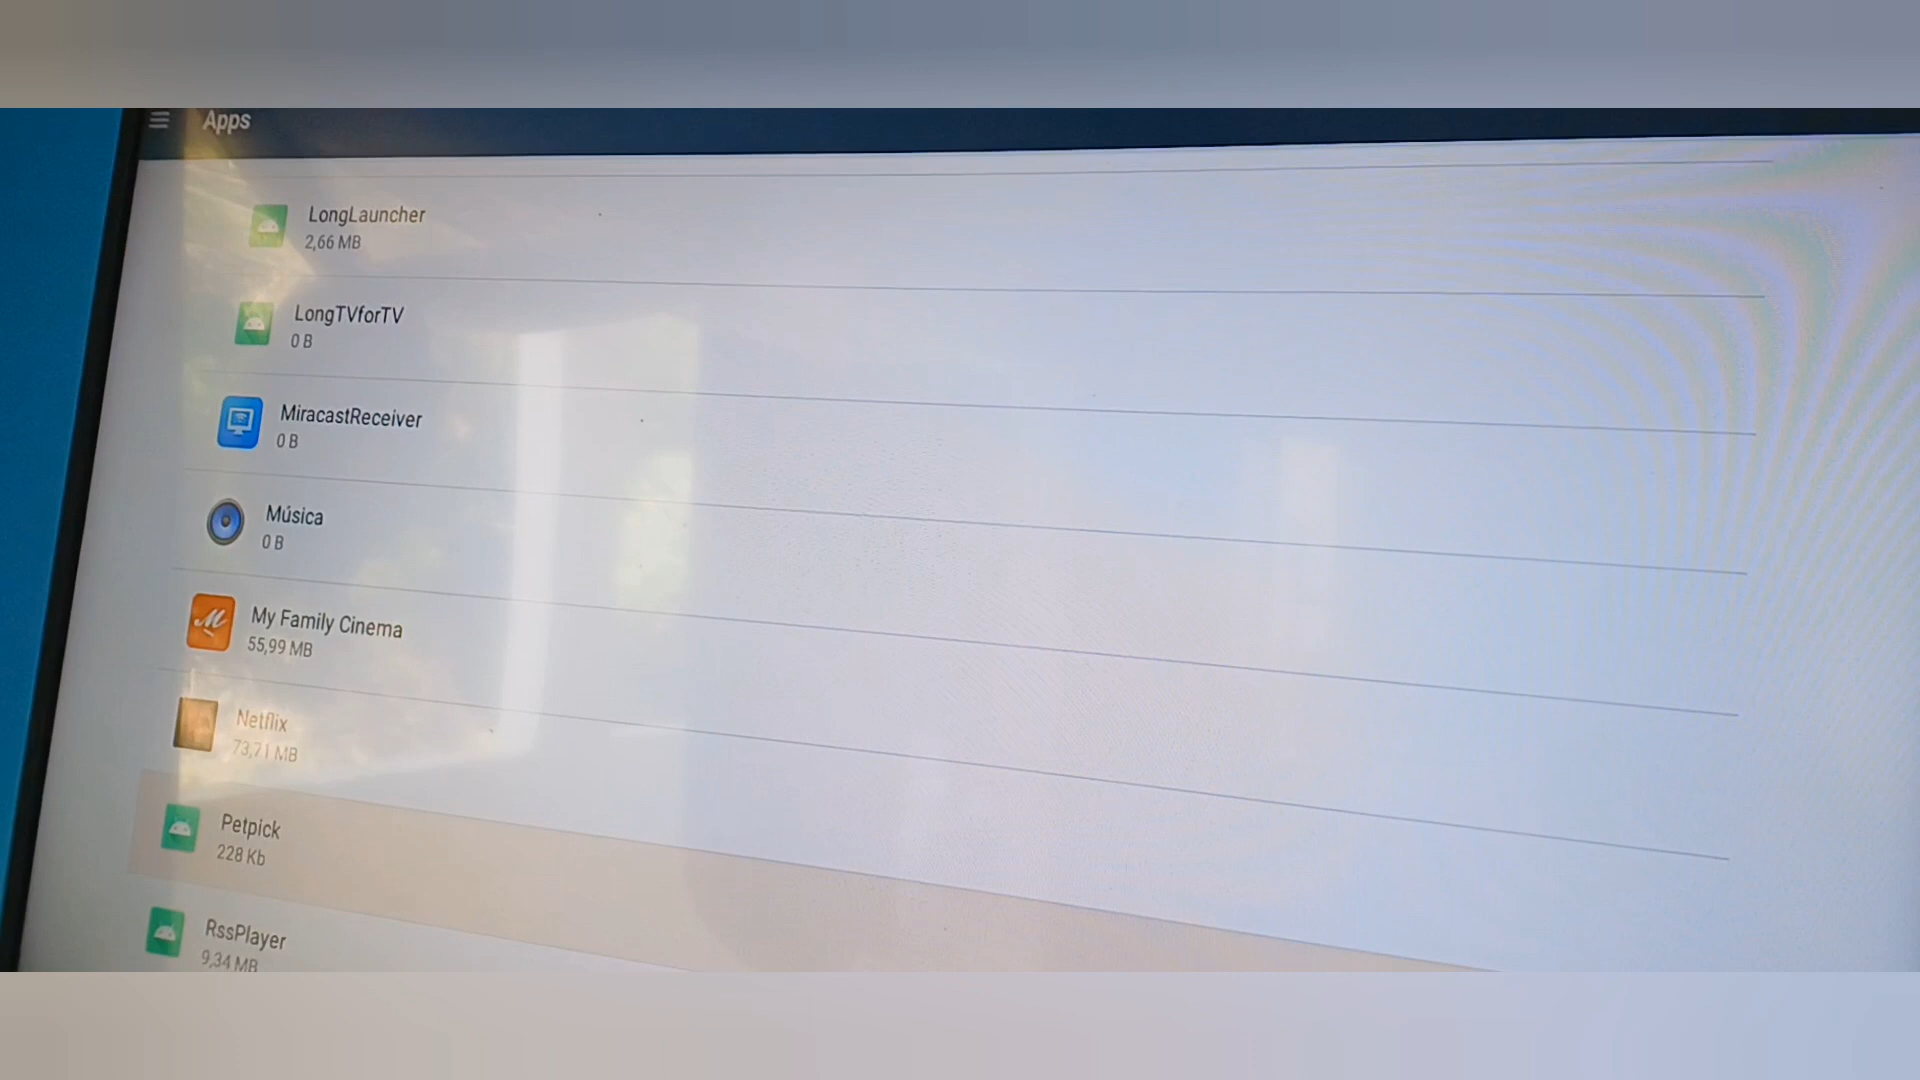 Apps
LongLauncher
2,66 MB
LongTVforTV
0 B
MiracastReceiver
0 B
Música
0 B
My Family Cinema
55,99 MB
Netflix
73,71 MB
Petpick
228 Kb
RssPlayer
9,34 MB